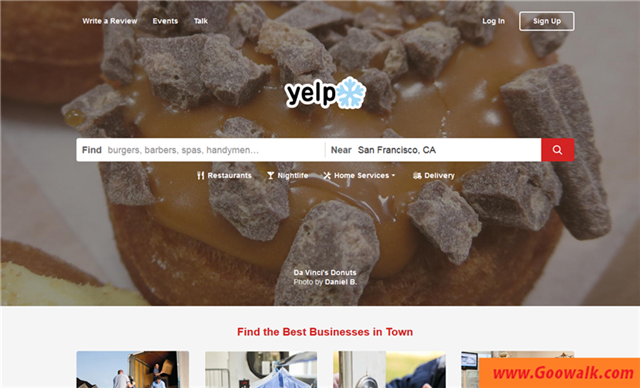 Write a Review Events Talk Log In Sign Up
yelp
Find burgers, barbers, spas, handymen… Near San Francisco, CA
Restaurants Nightlife Home Services Delivery
Da Vinci's Donuts
Photo by Daniel B.
Find the Best Businesses in Town
www.Goowalk.com